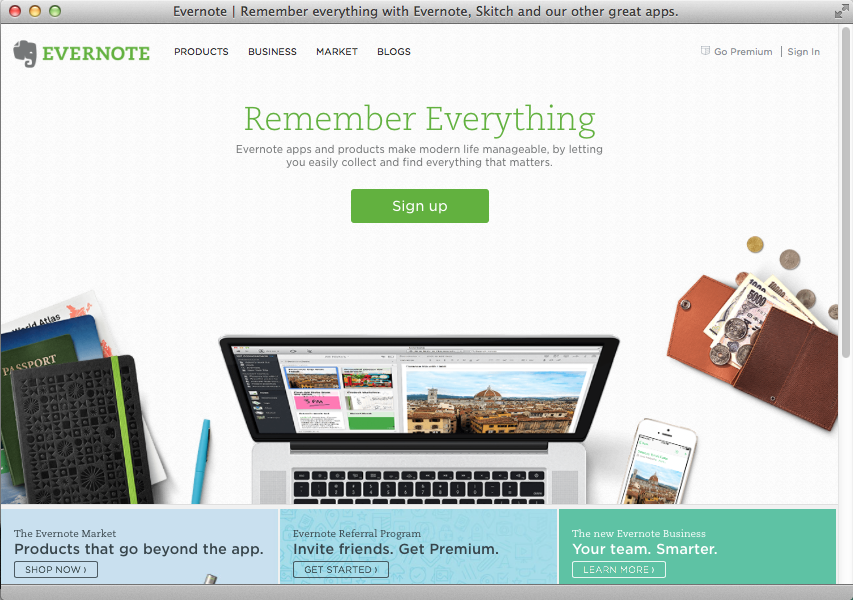 Evernote | Remember everything with Evernote, Skitch and our other great apps.
EVERNOTE
PRODUCTS
BUSINESS
MARKET
BLOGS
Go Premium
Sign In
Remember Everything
Evernote apps and products make modern life manageable, by letting
you easily collect and find everything that matters.
Sign up
World Atlas
PASSPORT
1000
5000
The Evernote Market
Products that go beyond the app.
SHOP NOW ›
Evernote Referral Program
Invite friends. Get Premium.
GET STARTED ›
The new Evernote Business
Your team. Smarter.
LEARN MORE ›